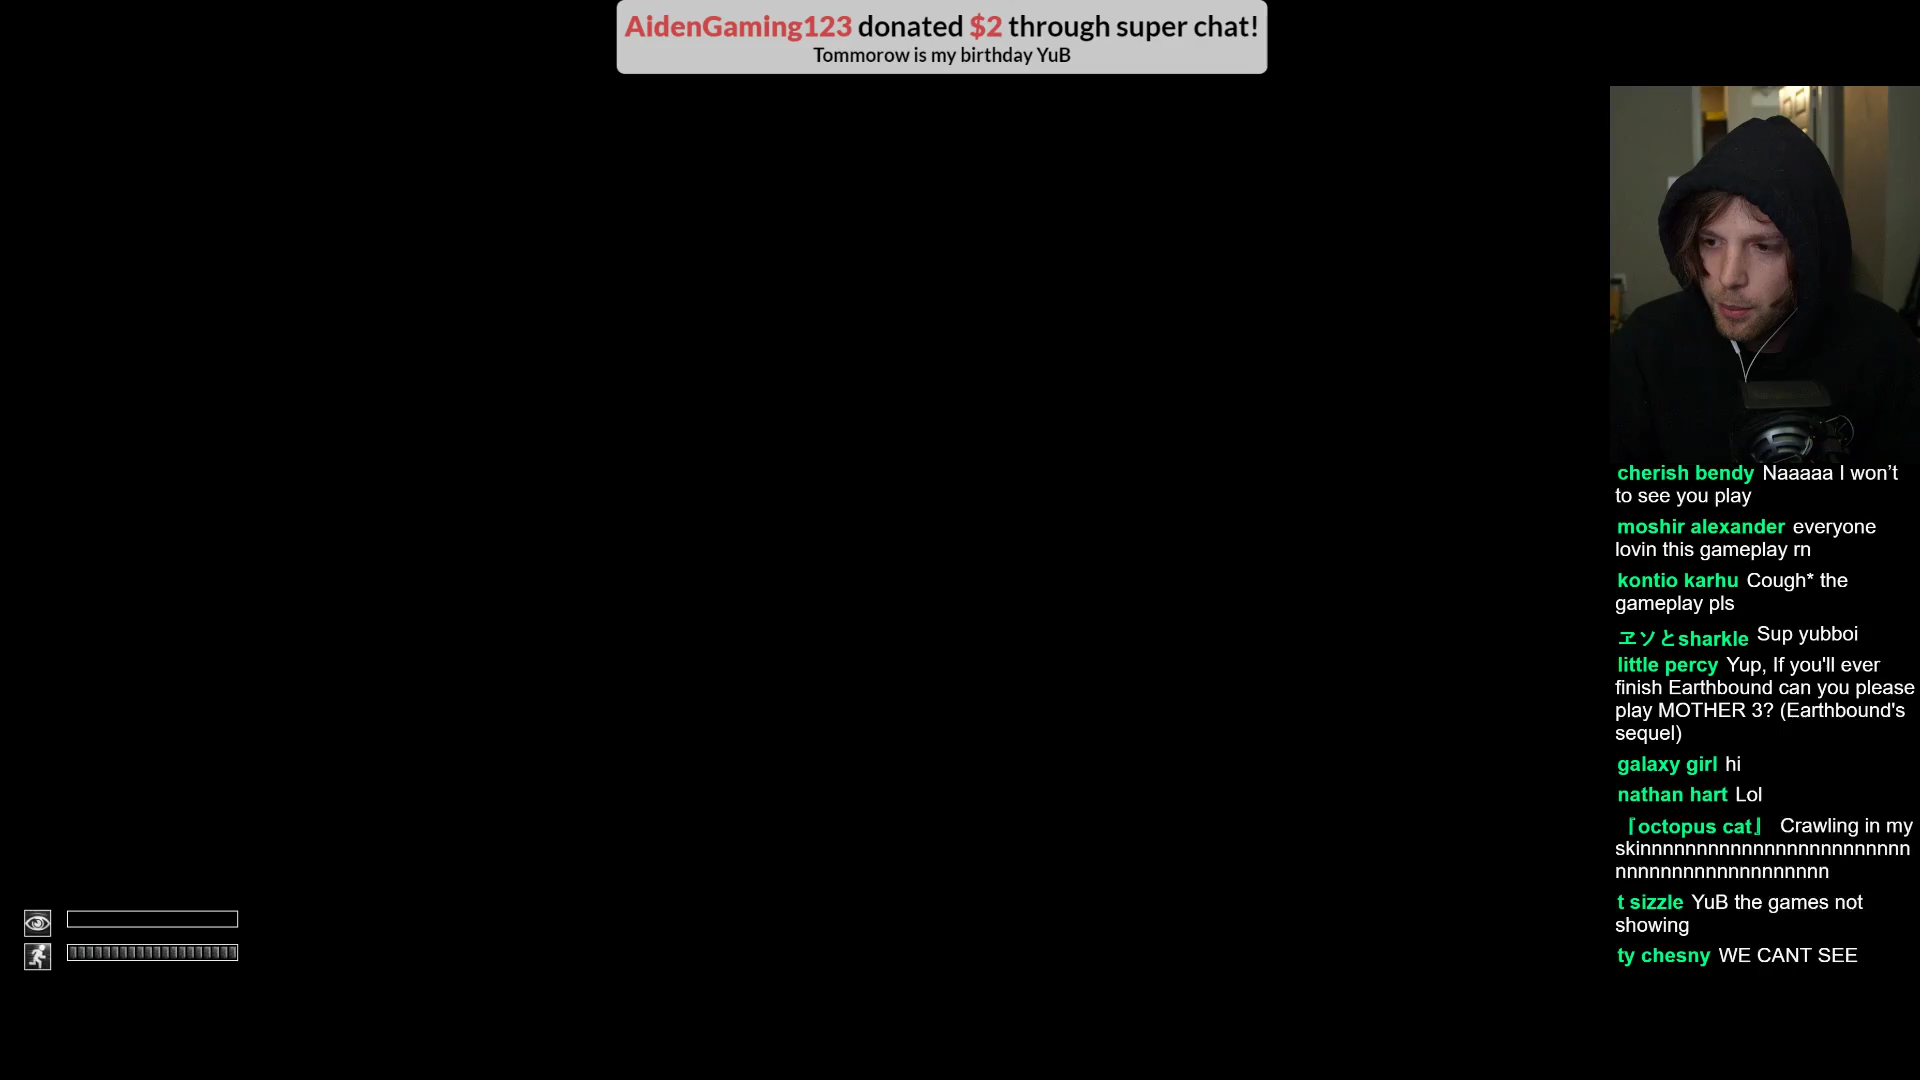 AidenGaming123 donated $2 through super chat!
Tommorow is my birthday YuB
cherish bendy Naaaaa I won’t
to see you play
moshir alexander everyone
lovin this gameplay rn
kontio karhu Cough* the
gameplay pls
ヱソとsharkle Sup yubboi
little percy Yup, If you'll ever
finish Earthbound can you please
play MOTHER 3? (Earthbound's
sequel)
galaxy girl hi
nathan hart Lol
『octopus cat』 Crawling in my
skinnnnnnnnnnnnnnnnnnnnnnnn
nnnnnnnnnnnnnnnnnnn
t sizzle YuB the games not
showing
ty chesny WE CANT SEE